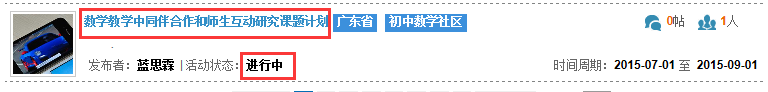 数学教学中同伴合作和师生互动研究课题计划 广东省 初中数学社区 0帖 1人
发布者：蓝思霖 | 活动状态：进行中 时间周期：2015-07-01 至 2015-09-01